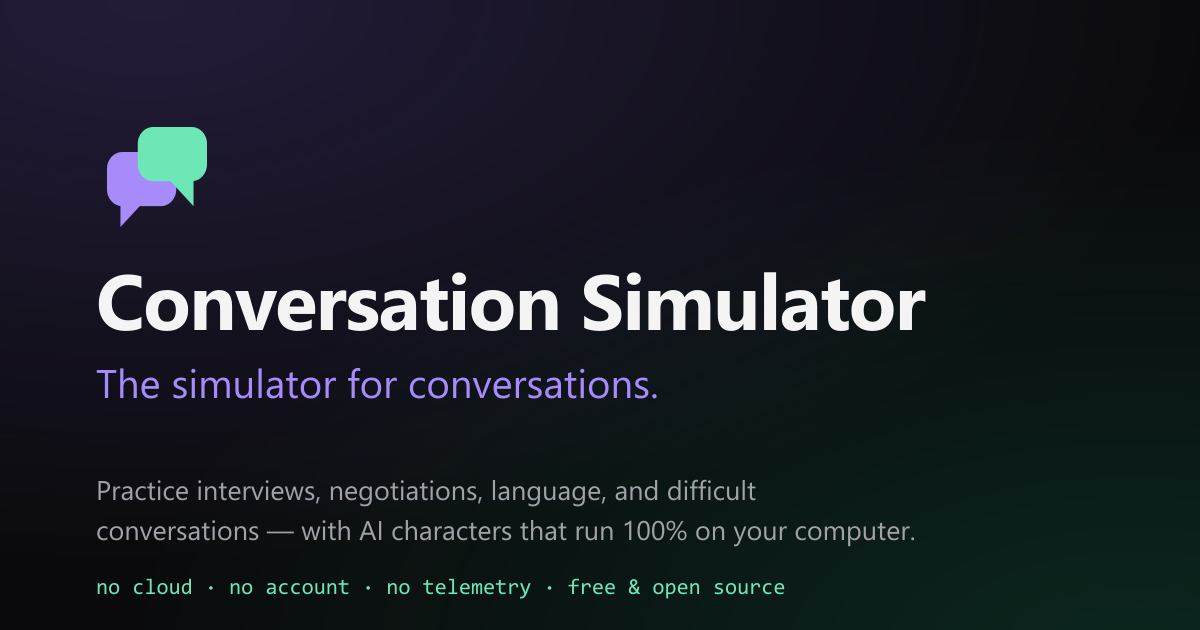 Conversation Simulator
The simulator for conversations.
Practice interviews, negotiations, language, and difficult
conversations — with AI characters that run 100% on your computer.
no cloud · no account · no telemetry · free & open source